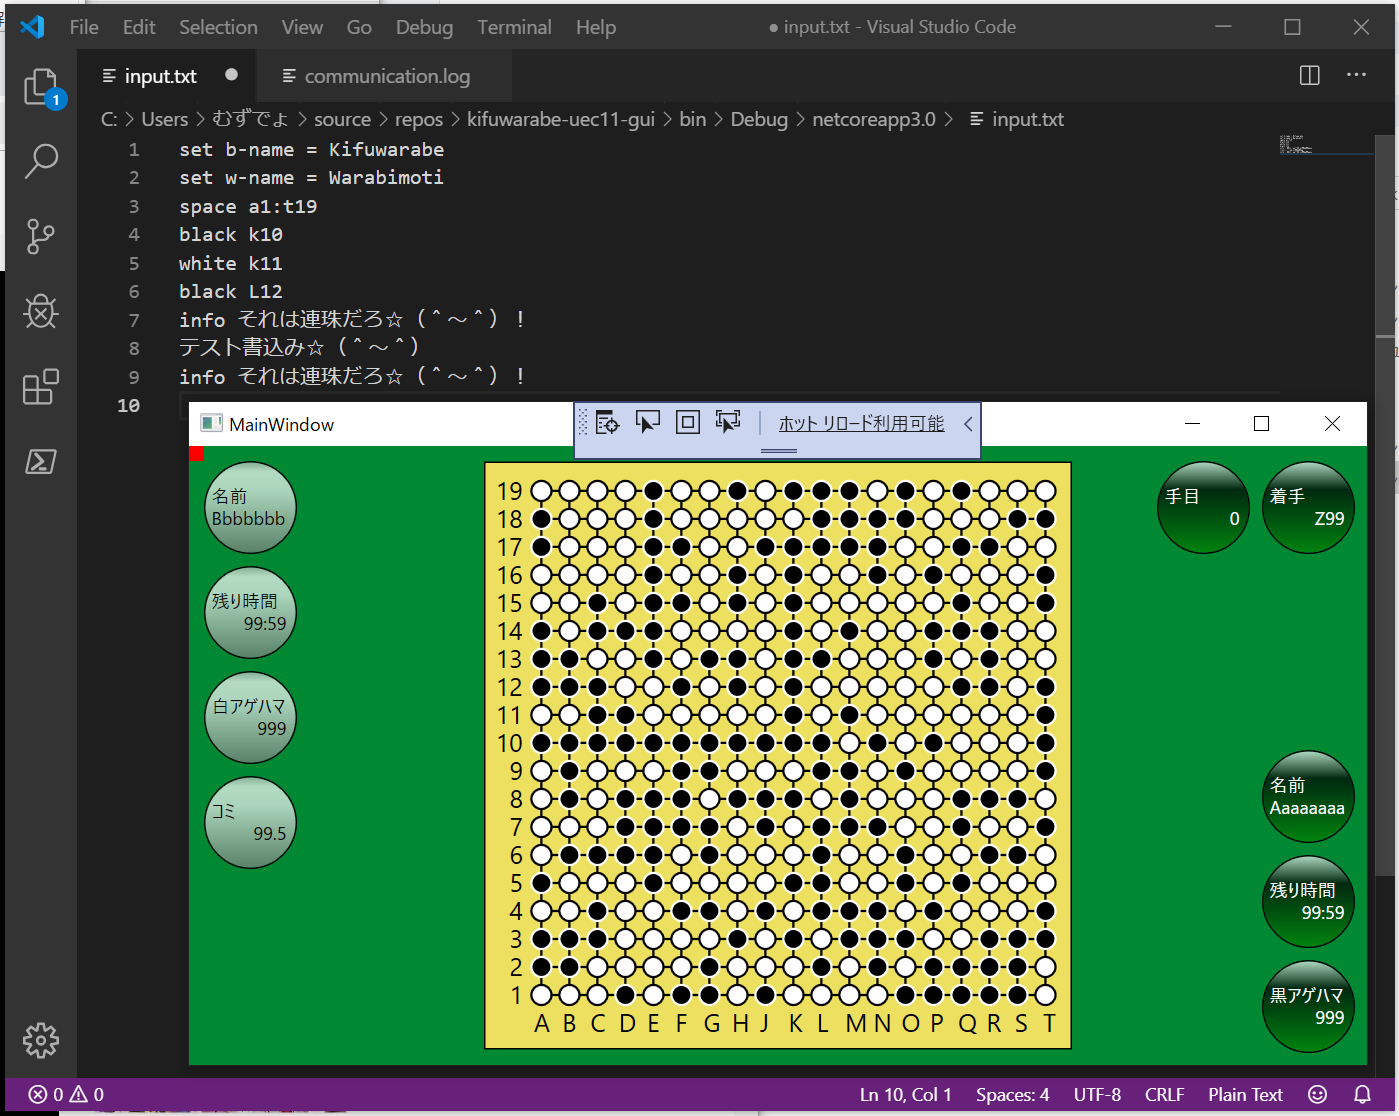 File Edit Selection View Go Debug Terminal Help
● input.txt - Visual Studio Code
input.txt
communication.log
1
C: > Users > むずでょ > source > repos > kifuwarabe-uec11-gui > bin > Debug > netcoreapp3.0 > input.txt
1 set b-name = Kifuwarabe
2 set w-name = Warabimoti
3 space a1:t19
4 black k10
5 white k11
6 black L12
7 info それは連珠だろ☆（＾～＾）！
8 テスト書込み☆（＾～＾）
9 info それは連珠だろ☆（＾～＾）！
10
MainWindow
ホット リロード利用可能
名前
Bbbbbbb
残り時間
99:59
白アゲハマ
999
コミ
99.5
19
18
17
16
15
14
13
12
11
10
9
8
7
6
5
4
3
2
1
A B C D E F G H J K L M N O P Q R S T
手目
0
着手
Z99
名前
Aaaaaaaa
残り時間
99:59
黒アゲハマ
999
0 0
Ln 10, Col 1 Spaces: 4 UTF-8 CRLF Plain Text